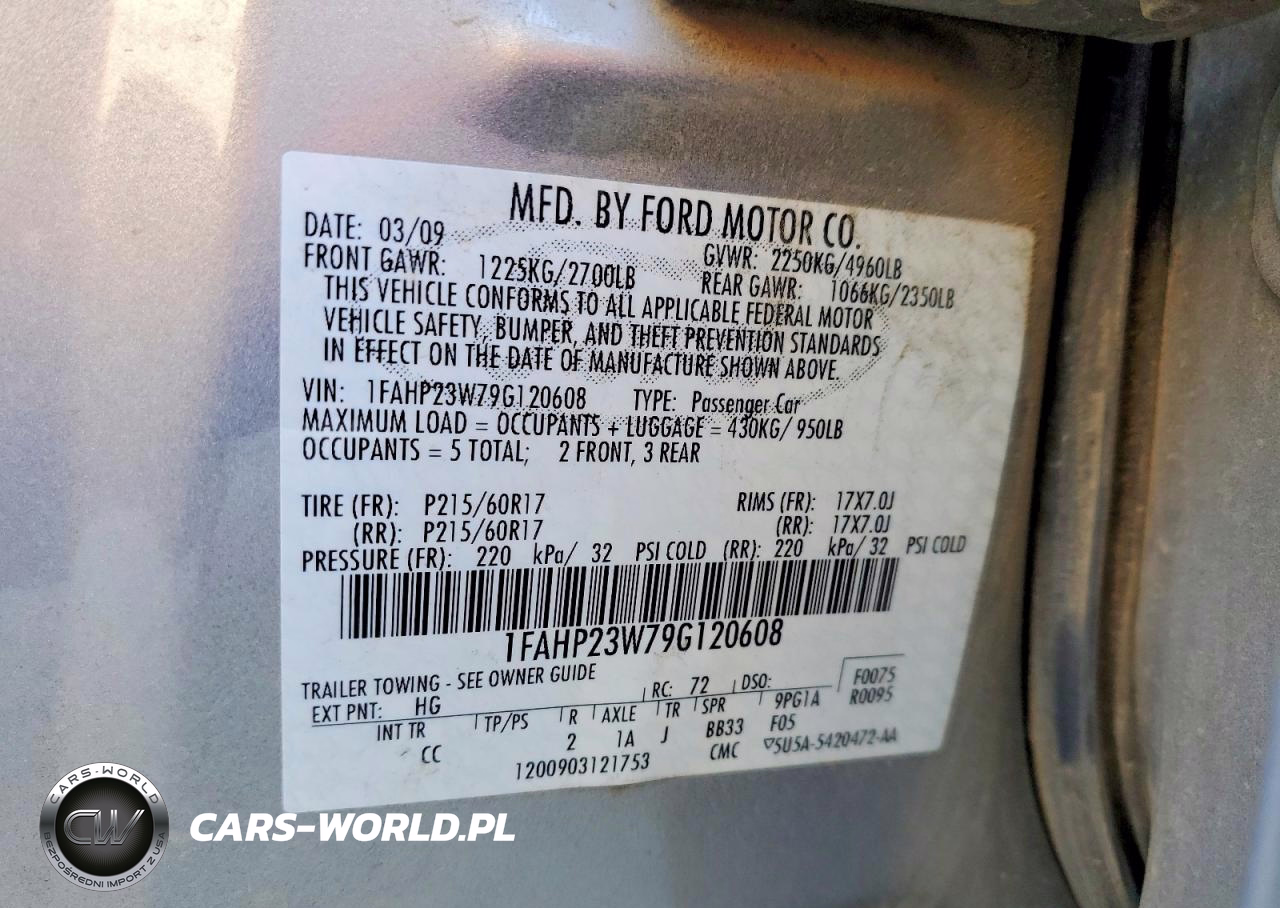 MFD. BY FORD MOTOR CO.
DATE: 03/09 GVWR: 2250KG/4960LB
FRONT GAWR: 1225KG/2700LB REAR GAWR: 1066KG/2350LB
THIS VEHICLE CONFORMS TO ALL APPLICABLE FEDERAL MOTOR
VEHICLE SAFETY, BUMPER, AND THEFT PREVENTION STANDARDS
IN EFFECT ON THE DATE OF MANUFACTURE SHOWN ABOVE.
VIN: 1FAHP23W79G120608 TYPE: Passenger Car
MAXIMUM LOAD = OCCUPANTS + LUGGAGE = 430KG/ 950LB
OCCUPANTS = 5 TOTAL; 2 FRONT, 3 REAR
TIRE (FR): P215/60R17 RIMS (FR): 17X7.0J
(RR): P215/60R17 (RR): 17X7.0J
PRESSURE (FR): 220 kPa/ 32 PSI COLD (RR): 220 kPa/ 32 PSI COLD
1FAHP23W79G120608
TRAILER TOWING - SEE OWNER GUIDE
EXT PNT: HG RC: 72 DSO: F0075
R0095
INT TR TP/PS R AXLE TR SPR 9PG1A
CC 2 1A J BB33 F05
1200903121753 CMC ▽5U5A-5420472-AA
CARS-WORLD
CW
BEZPOŚREDNI IMPORT Z USA
CARS-WORLD.PL